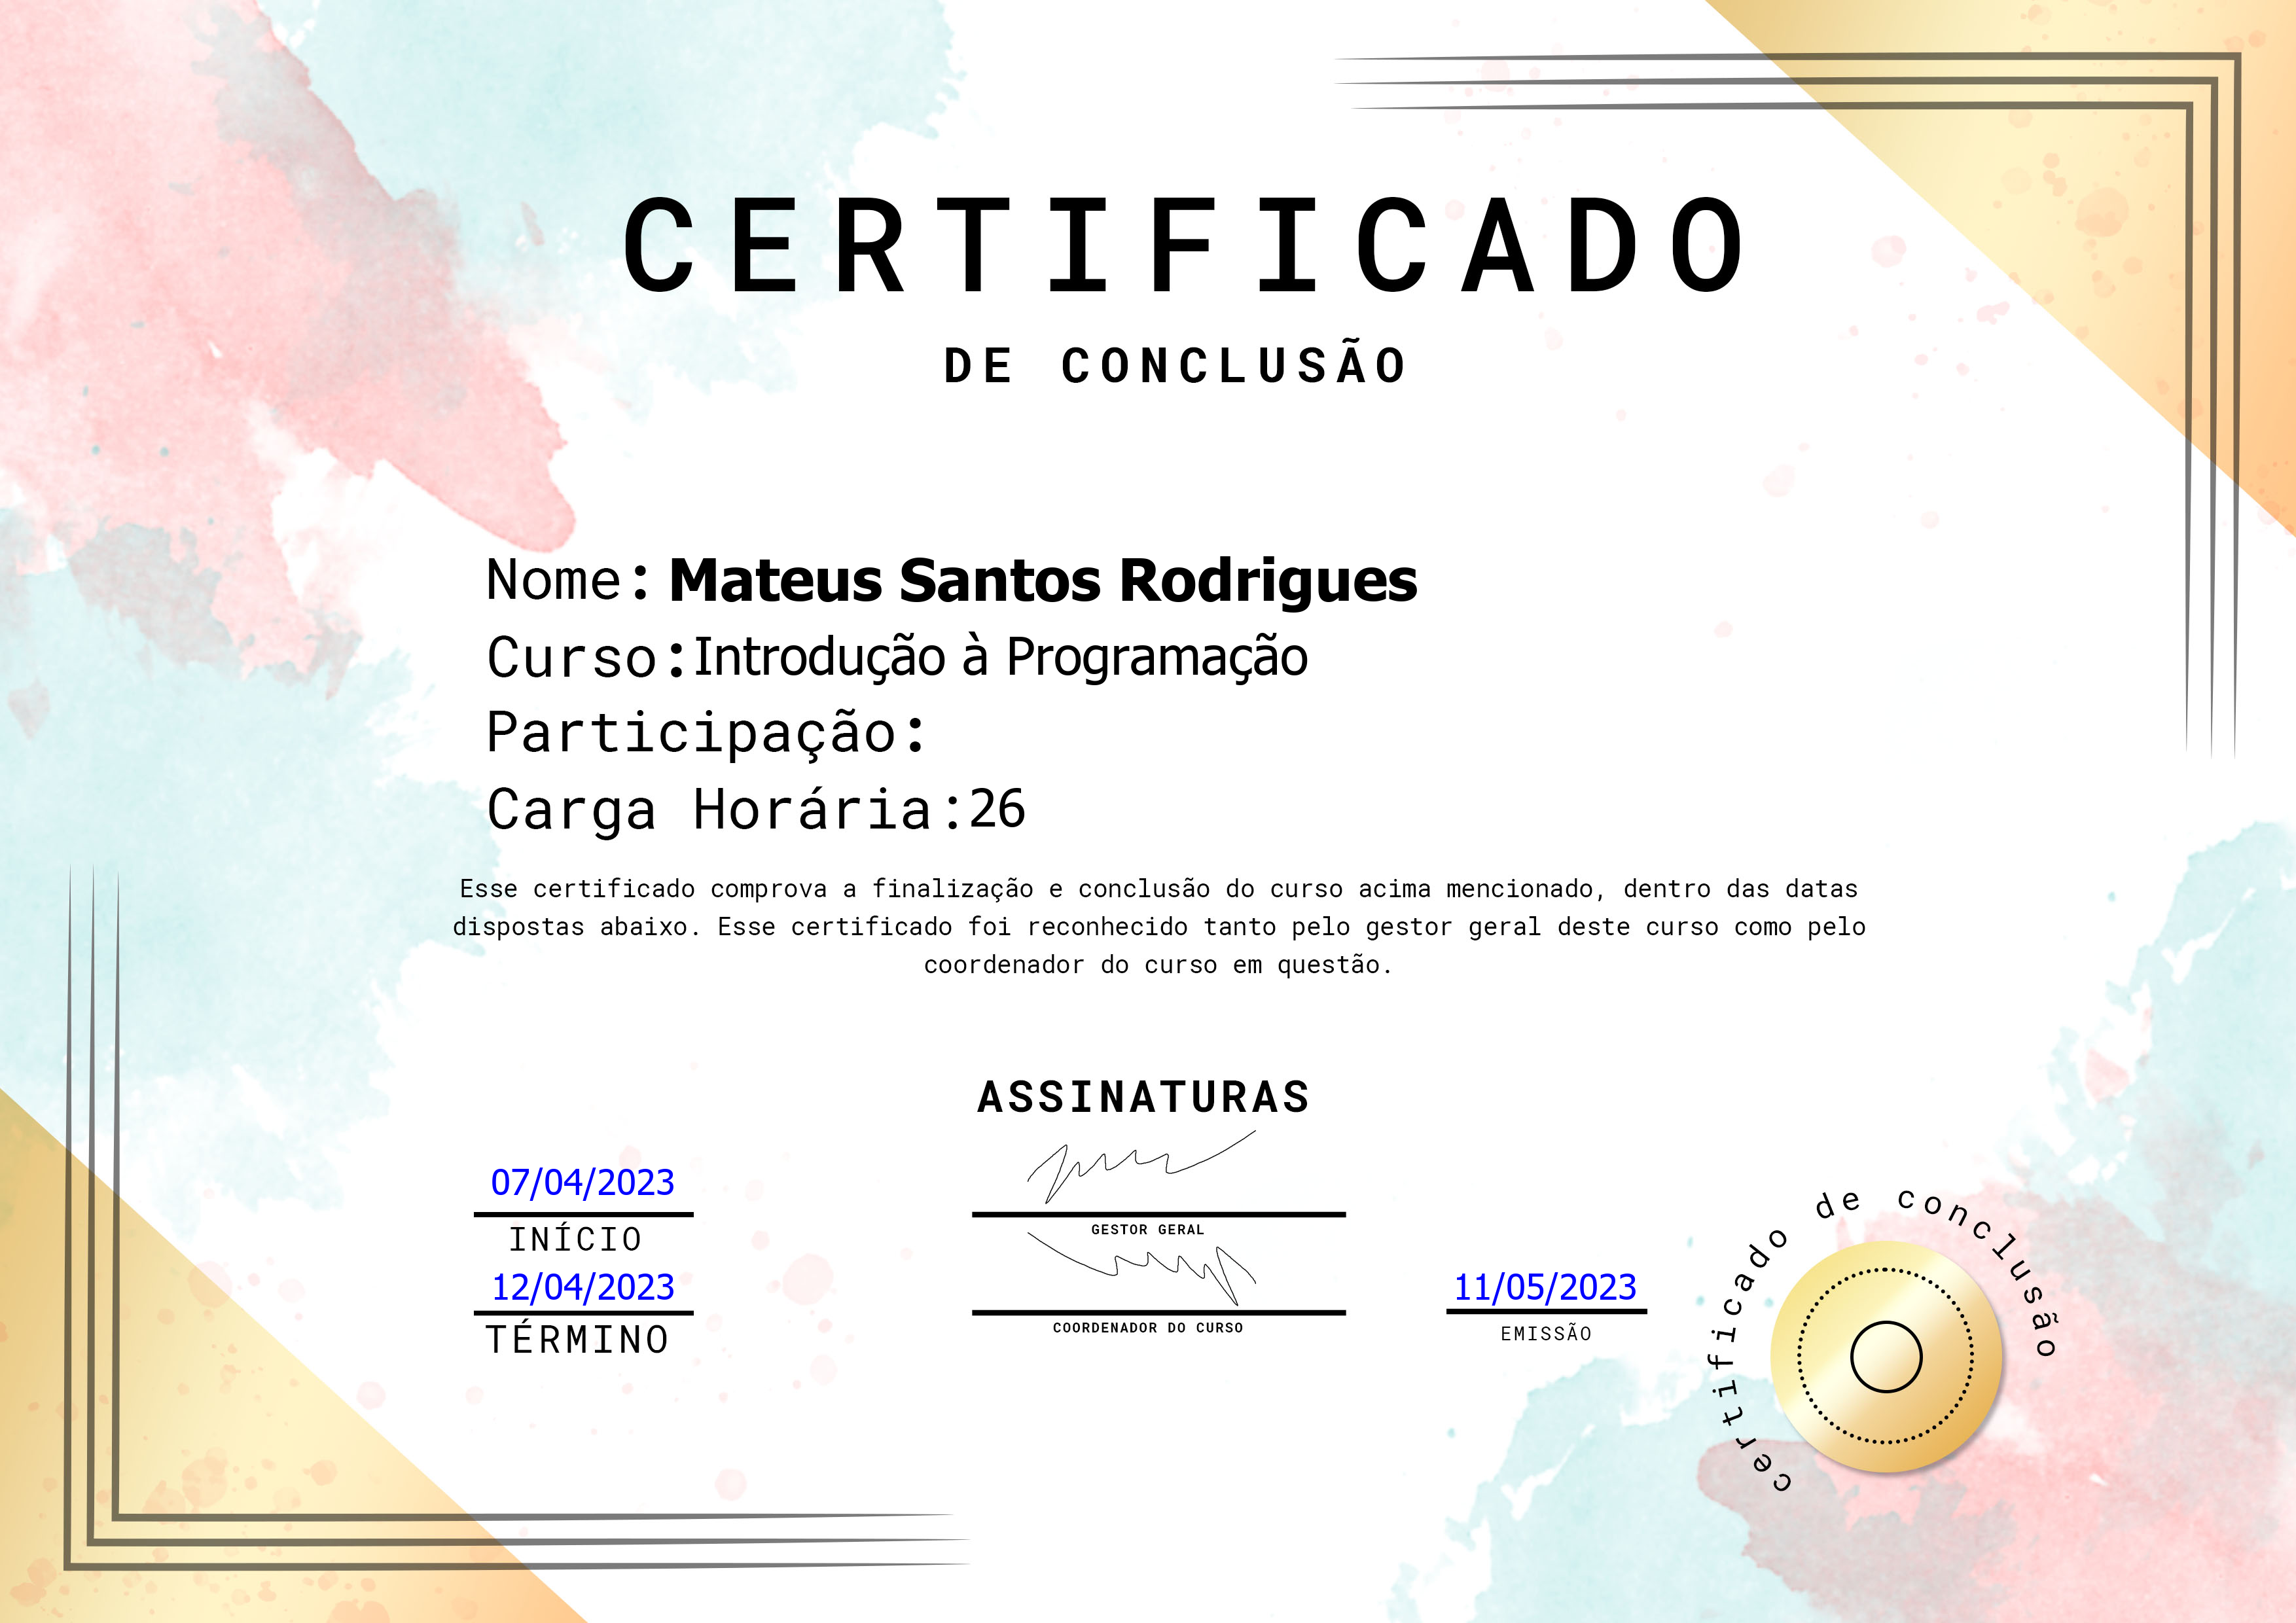 CERTIFICADO
DE CONCLUSÃO
Nome: Mateus Santos Rodrigues
Curso:Introdução à Programação
Participação:
Carga Horária:26
Esse certificado comprova a finalização e conclusão do curso acima mencionado, dentro das datas
dispostas abaixo. Esse certificado foi reconhecido tanto pelo gestor geral deste curso como pelo
coordenador do curso em questão.
ASSINATURAS
07/04/2023
INÍCIO
12/04/2023
TÉRMINO
GESTOR GERAL
COORDENADOR DO CURSO
11/05/2023
EMISSÃO
certificado de conclusão